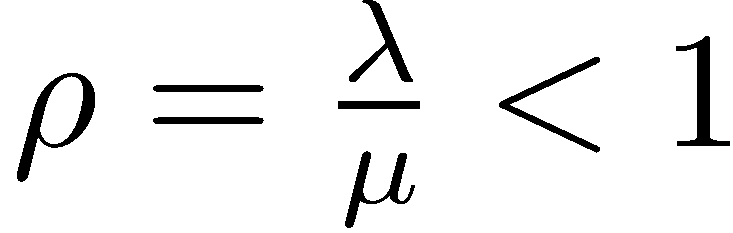 ρ = λ/μ < 1